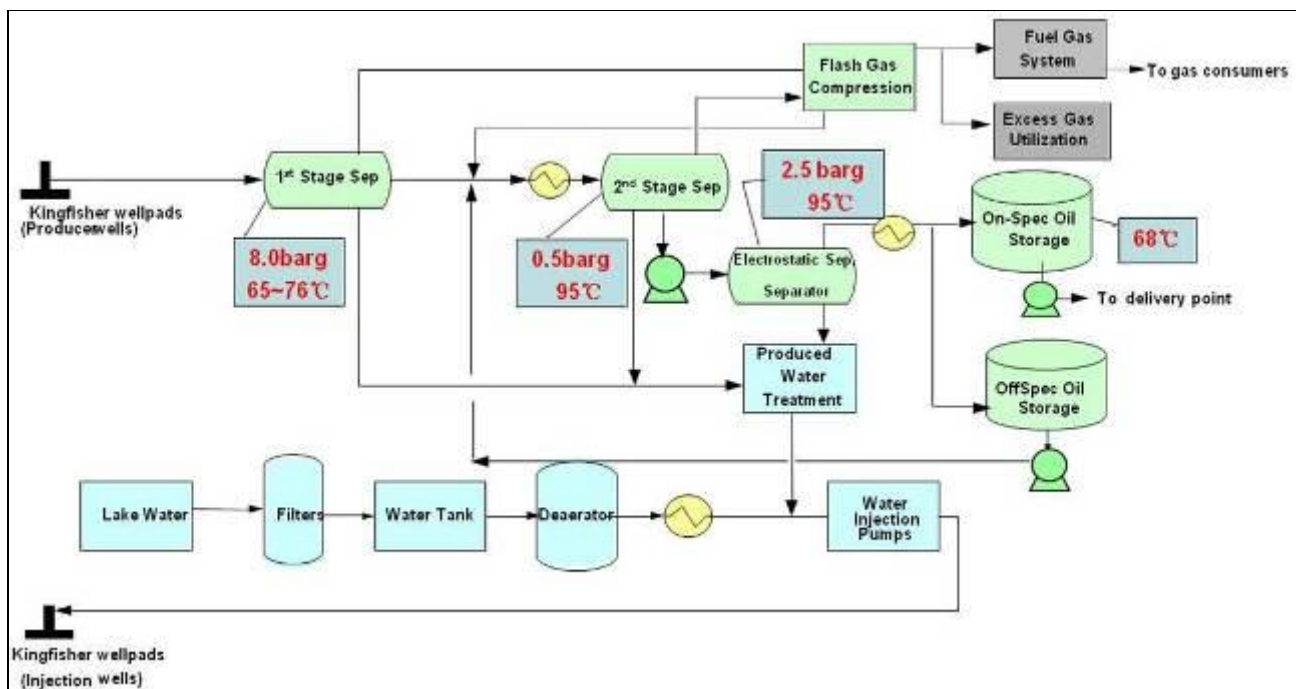 Fuel Gas
System
To gas consumers
Flash Gas
Compression
Excess Gas
Utilization
1st Stage Sep
2nd Stage Sep
2.5 barg
95℃
Kingfisher wellpads
(Produceswells)
8.0barg
65~76℃
0.5barg
95℃
Electrostatic Sep.
Separator
On-Spec Oil
Storage
68℃
To delivery point
Produced
Water
Treatment
OffSpec Oil
Storage
Lake Water
Filters
Water Tank
Deaerator
Water
Injection
Pumps
Kingfisher wellpads
(Injection wells)